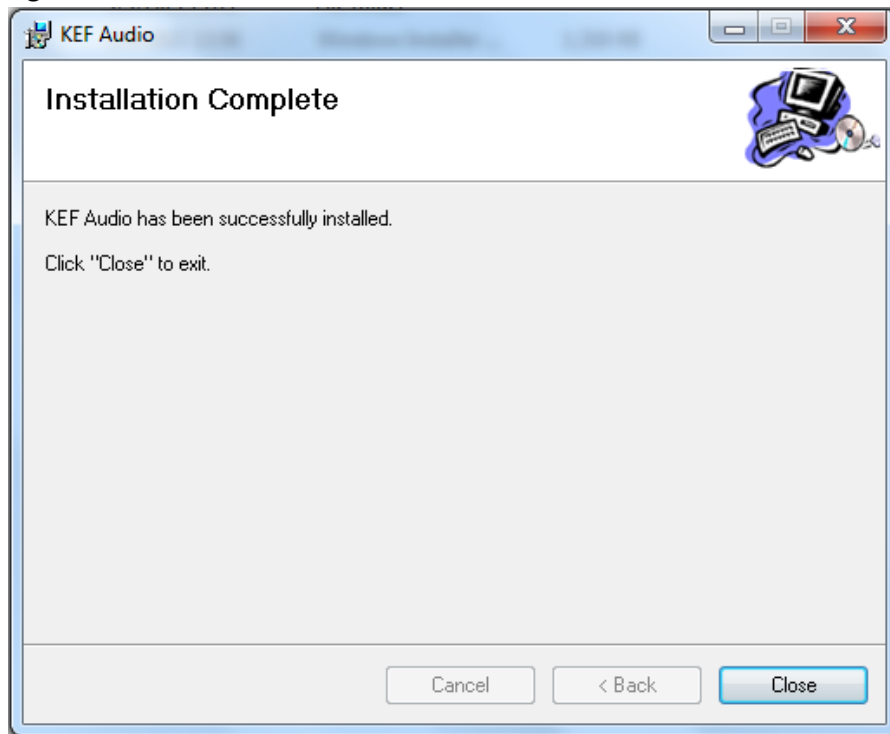 KEF Audio
Installation Complete
KEF Audio has been successfully installed.
Click "Close" to exit.
Cancel
< Back
Close